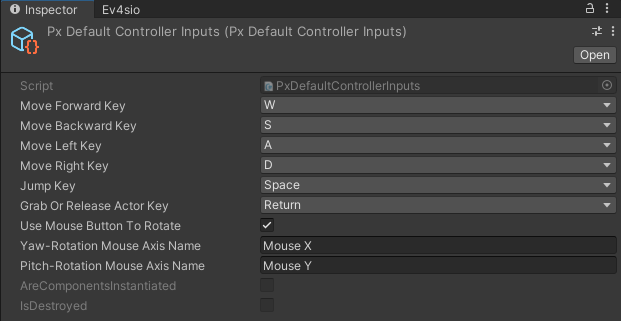 Inspector Ev4sio
Px Default Controller Inputs (Px Default Controller Inputs)
Open
Script PxDefaultControllerInputs
Move Forward Key W
Move Backward Key S
Move Left Key A
Move Right Key D
Jump Key Space
Grab Or Release Actor Key Return
Use Mouse Button To Rotate
Yaw-Rotation Mouse Axis Name Mouse X
Pitch-Rotation Mouse Axis Name Mouse Y
AreComponentsInstantiated
IsDestroyed